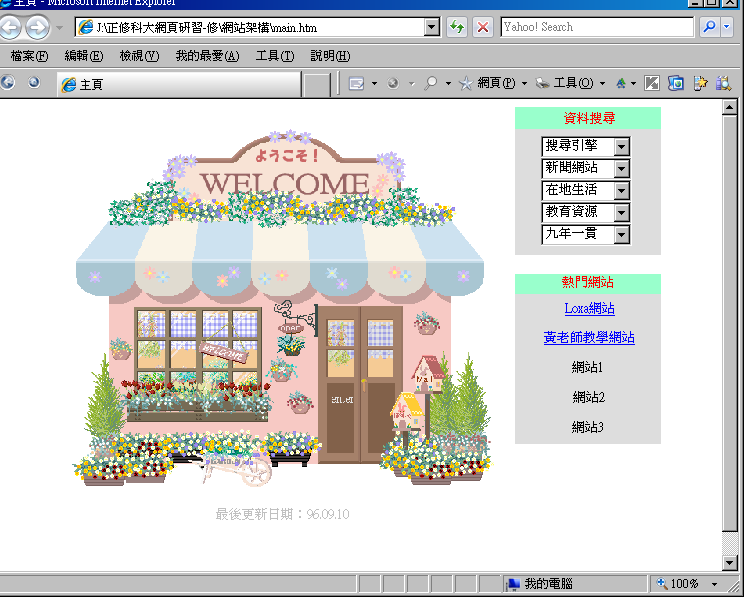 主頁 - Microsoft Internet Explorer
J:\正修科大網頁研習-修\網站架構\main.htm
Yahoo! Search
檔案(F) 編輯(E) 檢視(V) 我的最愛(A) 工具(T) 說明(H)
主頁 網頁(P) 工具(O)
資料搜尋
搜尋引擎
新聞網站
在地生活
教育資源
九年一貫
熱門網站
Loxa網站
黃老師教學網站
網站1
網站2
網站3
ようこそ!
WELCOME
OPEN
WELCOME
enter
Mail
最後更新日期：96.09.10
我的電腦 100%